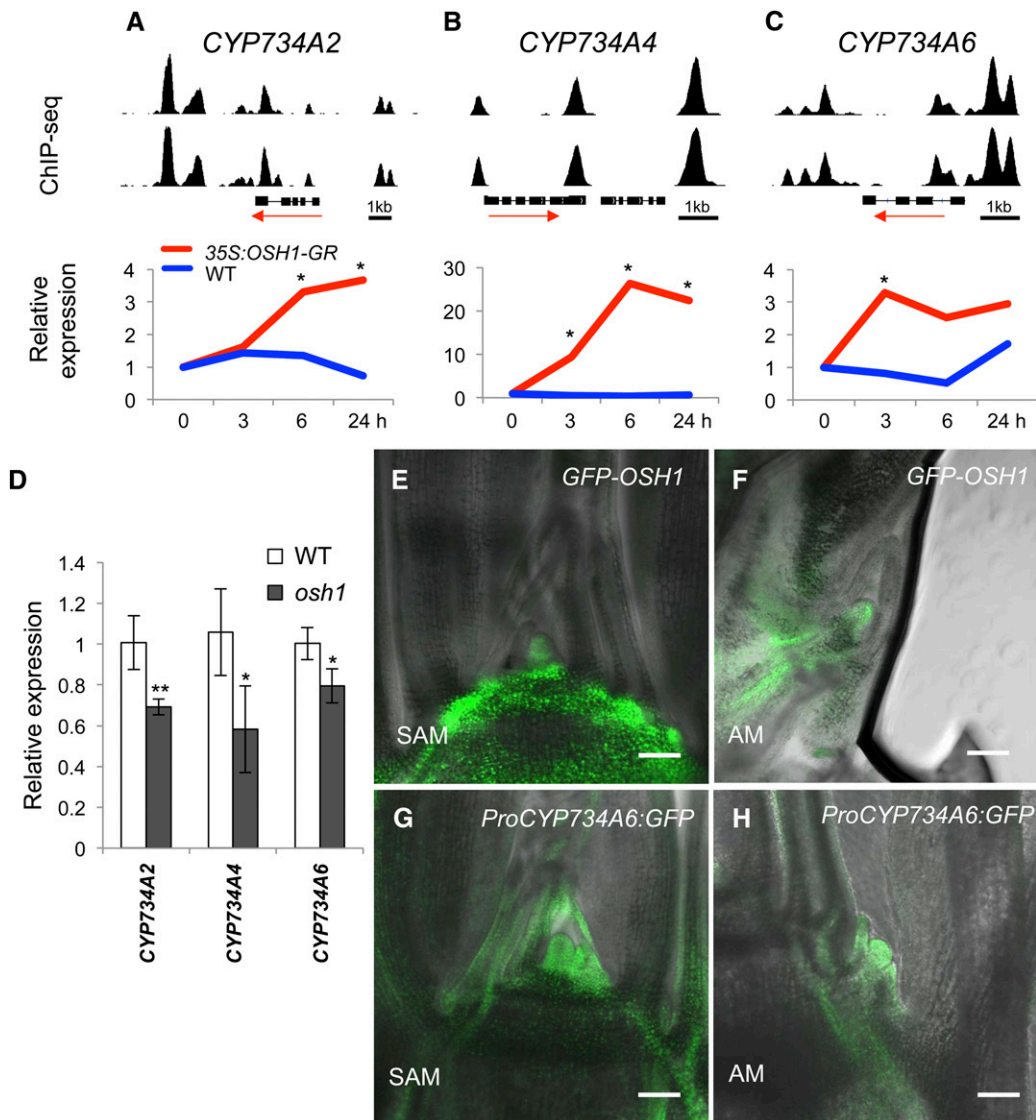 A
CYP734A2
B
CYP734A4
C
CYP734A6
ChIP-seq
1kb
1kb
1kb
35S:OSH1-GR
WT
Relative
expression
4
3
2
1
0
*
*
0 3 6 24 h
30
20
10
0
*
*
*
0 3 6 24 h
4
3
2
1
0
*
0 3 6 24 h
D
Relative expression
1.4
1.2
1
0.8
0.6
0.4
0.2
0
WT
osh1
**
*
*
CYP734A2
CYP734A4
CYP734A6
E
GFP-OSH1
SAM
F
GFP-OSH1
AM
G
ProCYP734A6:GFP
SAM
H
ProCYP734A6:GFP
AM